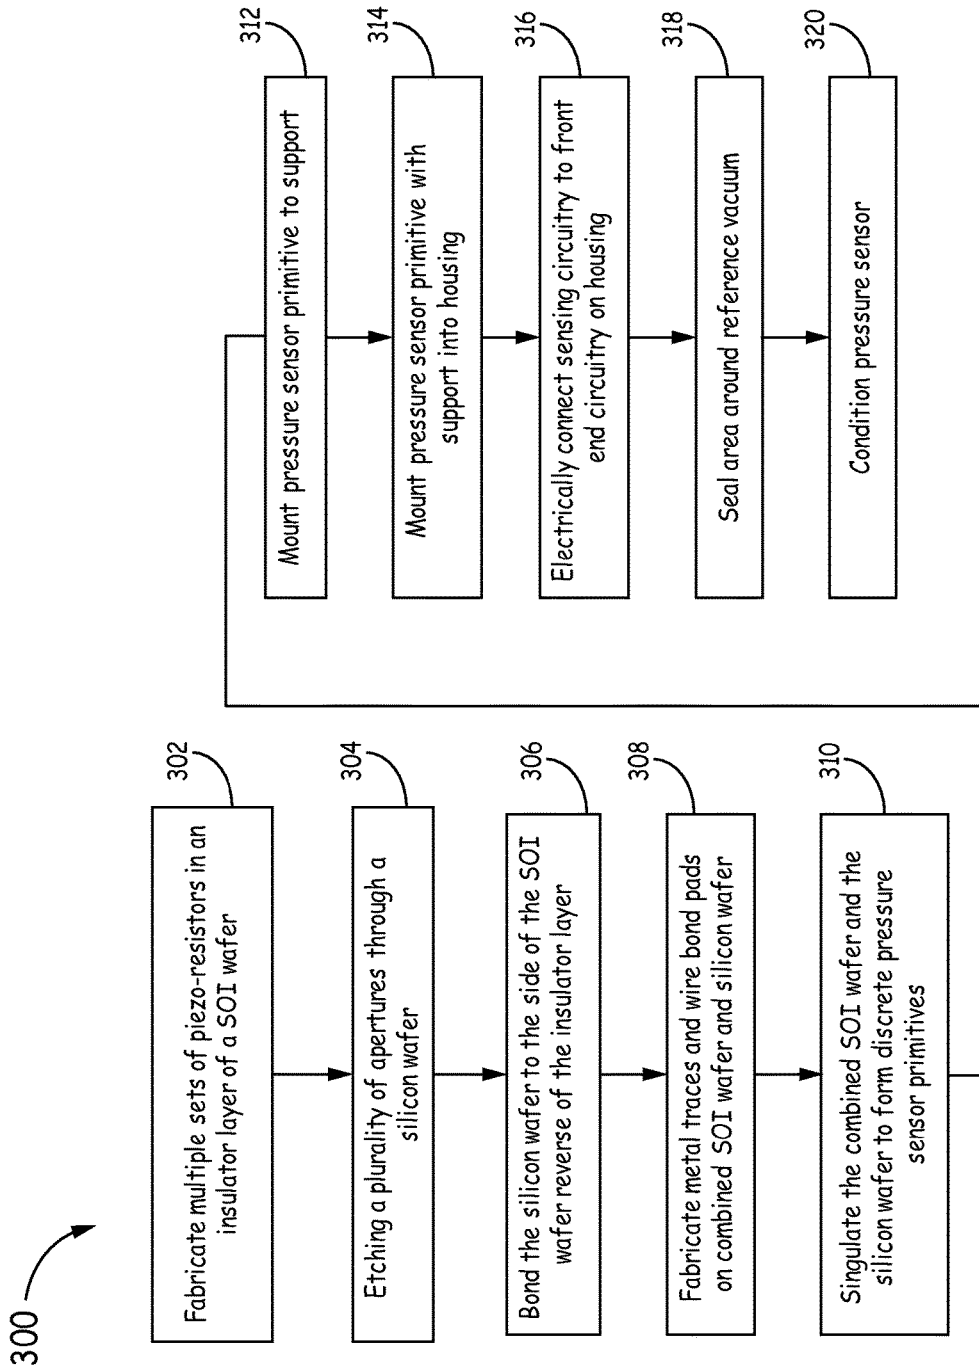 300
302
Fabricate multiple sets of piezo-resistors in an
insulator layer of a SOI wafer
304
Etching a plurality of apertures through a
silicon wafer
306
Bond the silicon wafer to the side of the SOI
wafer reverse of the insulator layer
308
Fabricate metal traces and wire bond pads
on combined SOI wafer and silicon wafer
310
Singulate the combined SOI wafer and the
silicon wafer to form discrete pressure
sensor primitives
312
Mount pressure sensor primitive to support
314
Mount pressure sensor primitive with
support into housing
316
Electrically connect sensing circuitry to front
end circuitry on housing
318
Seal area around reference vacuum
320
Condition pressure sensor